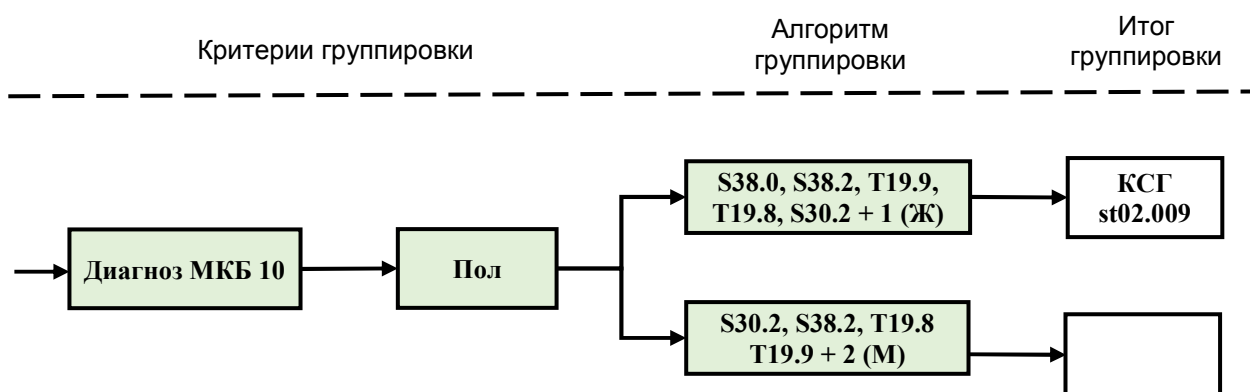 Критерии группировки
Алгоритм
группировки
Итог
группировки
S38.0, S38.2, T19.9,
T19.8, S30.2 + 1 (Ж)
КСГ
st02.009
Диагноз МКБ 10
Пол
S30.2, S38.2, T19.8
T19.9 + 2 (М)